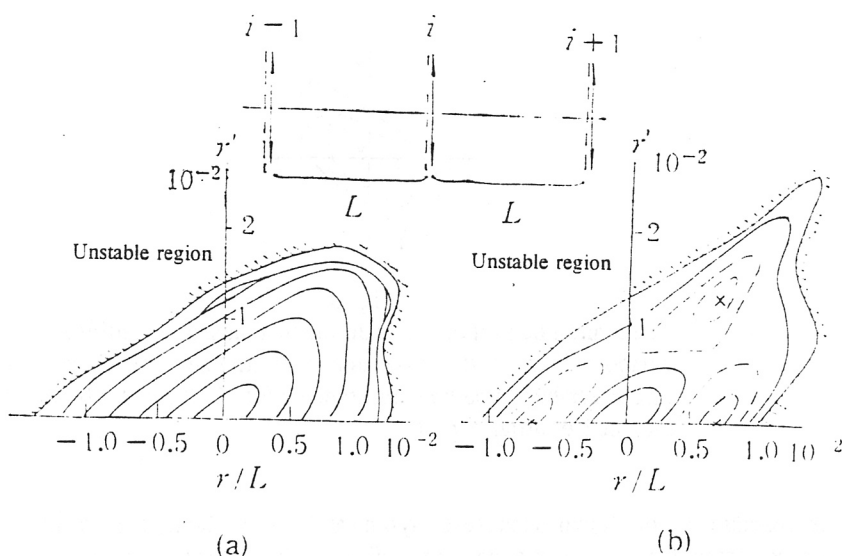 i − 1
i
i + 1
L
L
r'
10⁻²
2
Unstable region
1
−1.0
−0.5
0
0.5
1.0
10⁻²
r/L
(a)
r'
10⁻²
2
Unstable region
1
−1.0
−0.5
0
0.5
1.0
10⁻²
r/L
(b)